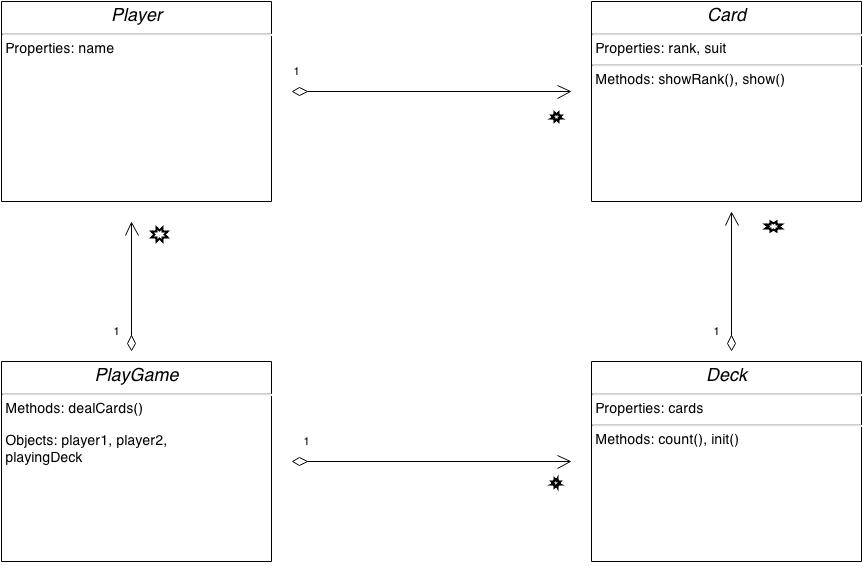 Player
Properties: name
Card
Properties: rank, suit
Methods: showRank(), show()
1
1
1
PlayGame
Methods: dealCards()
Objects: player1, player2,
playingDeck
1
Deck
Properties: cards
Methods: count(), init()